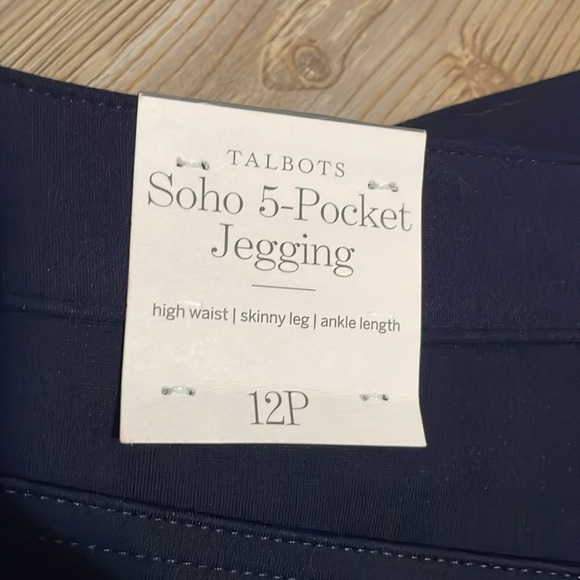 TALBOTS
Soho 5-Pocket
Jegging
high waist | skinny leg | ankle length
12P